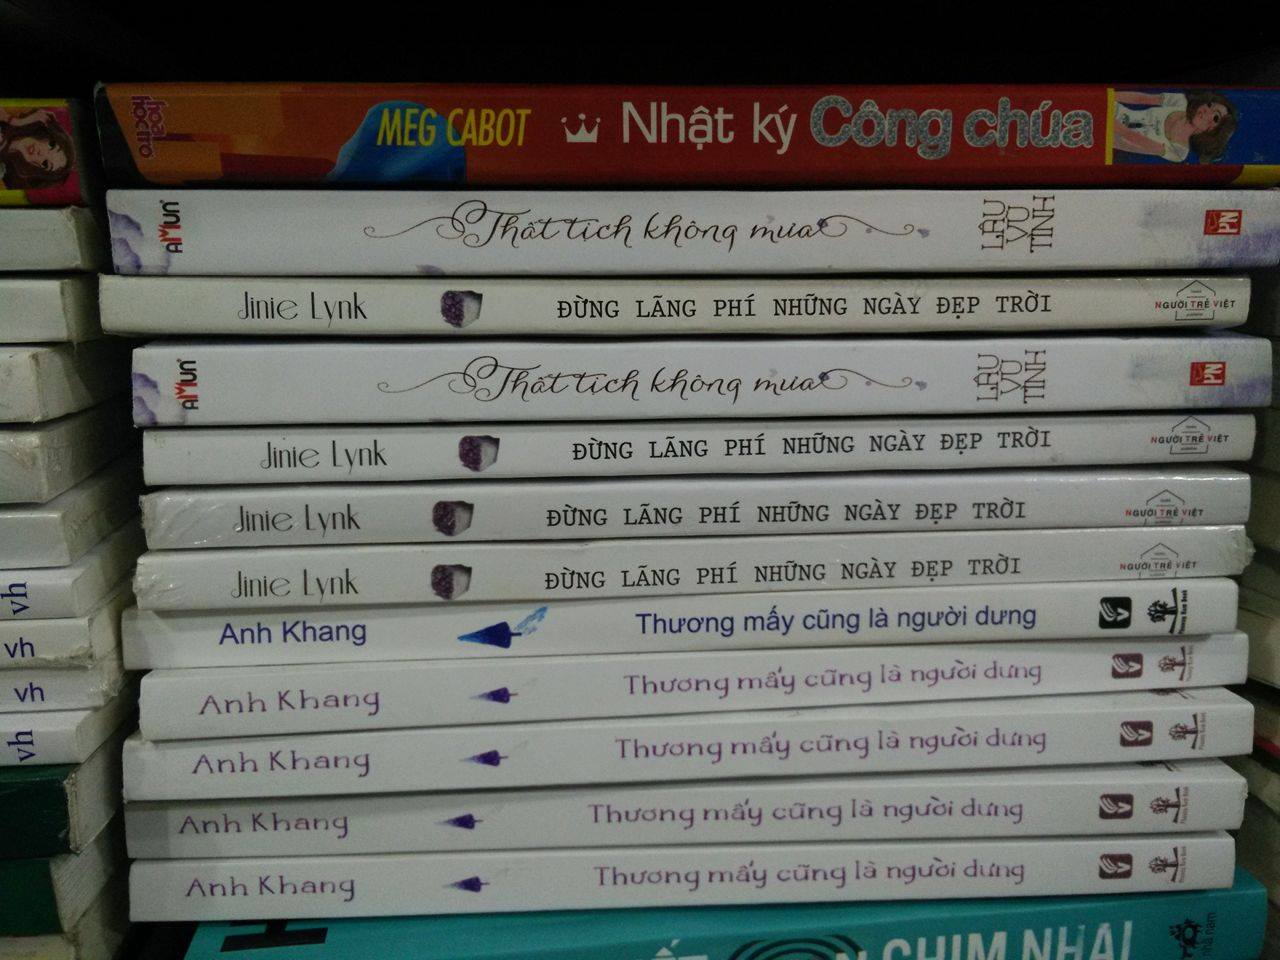 MEG CABOT Nhật ký Công chúa
AMUN Thất tịch không mưa LÂU VŨ TÌNH PN
Jinie Lynk ĐỪNG LÃNG PHÍ NHỮNG NGÀY ĐẸP TRỜI NGƯỜI TRẺ VIỆT
AMUN Thất tịch không mưa LÂU VŨ TÌNH PN
Jinie Lynk ĐỪNG LÃNG PHÍ NHỮNG NGÀY ĐẸP TRỜI NGƯỜI TRẺ VIỆT
Jinie Lynk ĐỪNG LÃNG PHÍ NHỮNG NGÀY ĐẸP TRỜI NGƯỜI TRẺ VIỆT
Jinie Lynk ĐỪNG LÃNG PHÍ NHỮNG NGÀY ĐẸP TRỜI NGƯỜI TRẺ VIỆT
Anh Khang Thương mấy cũng là người dưng
Anh Khang Thương mấy cũng là người dưng
Anh Khang Thương mấy cũng là người dưng
Anh Khang Thương mấy cũng là người dưng
Anh Khang Thương mấy cũng là người dưng
CHIM NHẠI nhã nam
vh
vh
vh
vh